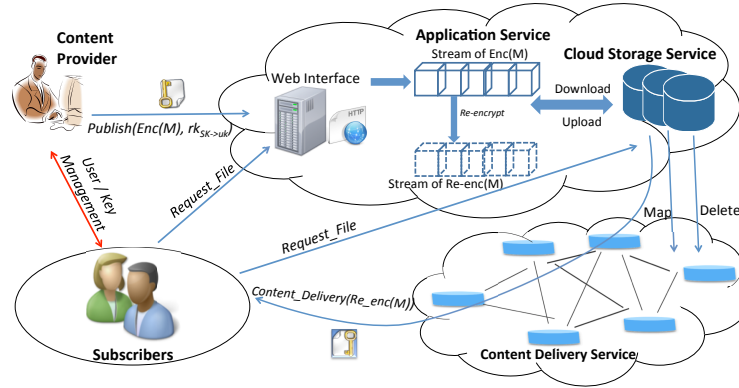 Content
Provider
Application Service
Stream of Enc(M)
Cloud Storage Service
Web Interface
HTTP
Download
Upload
Re-encrypt
Publish(Enc(M), rkSK->uk)
Stream of Re-enc(M)
User / Key
Management
Request_File
Request_File
Map
Delete
Content_Delivery(Re_enc(M))
Subscribers
Content Delivery Service